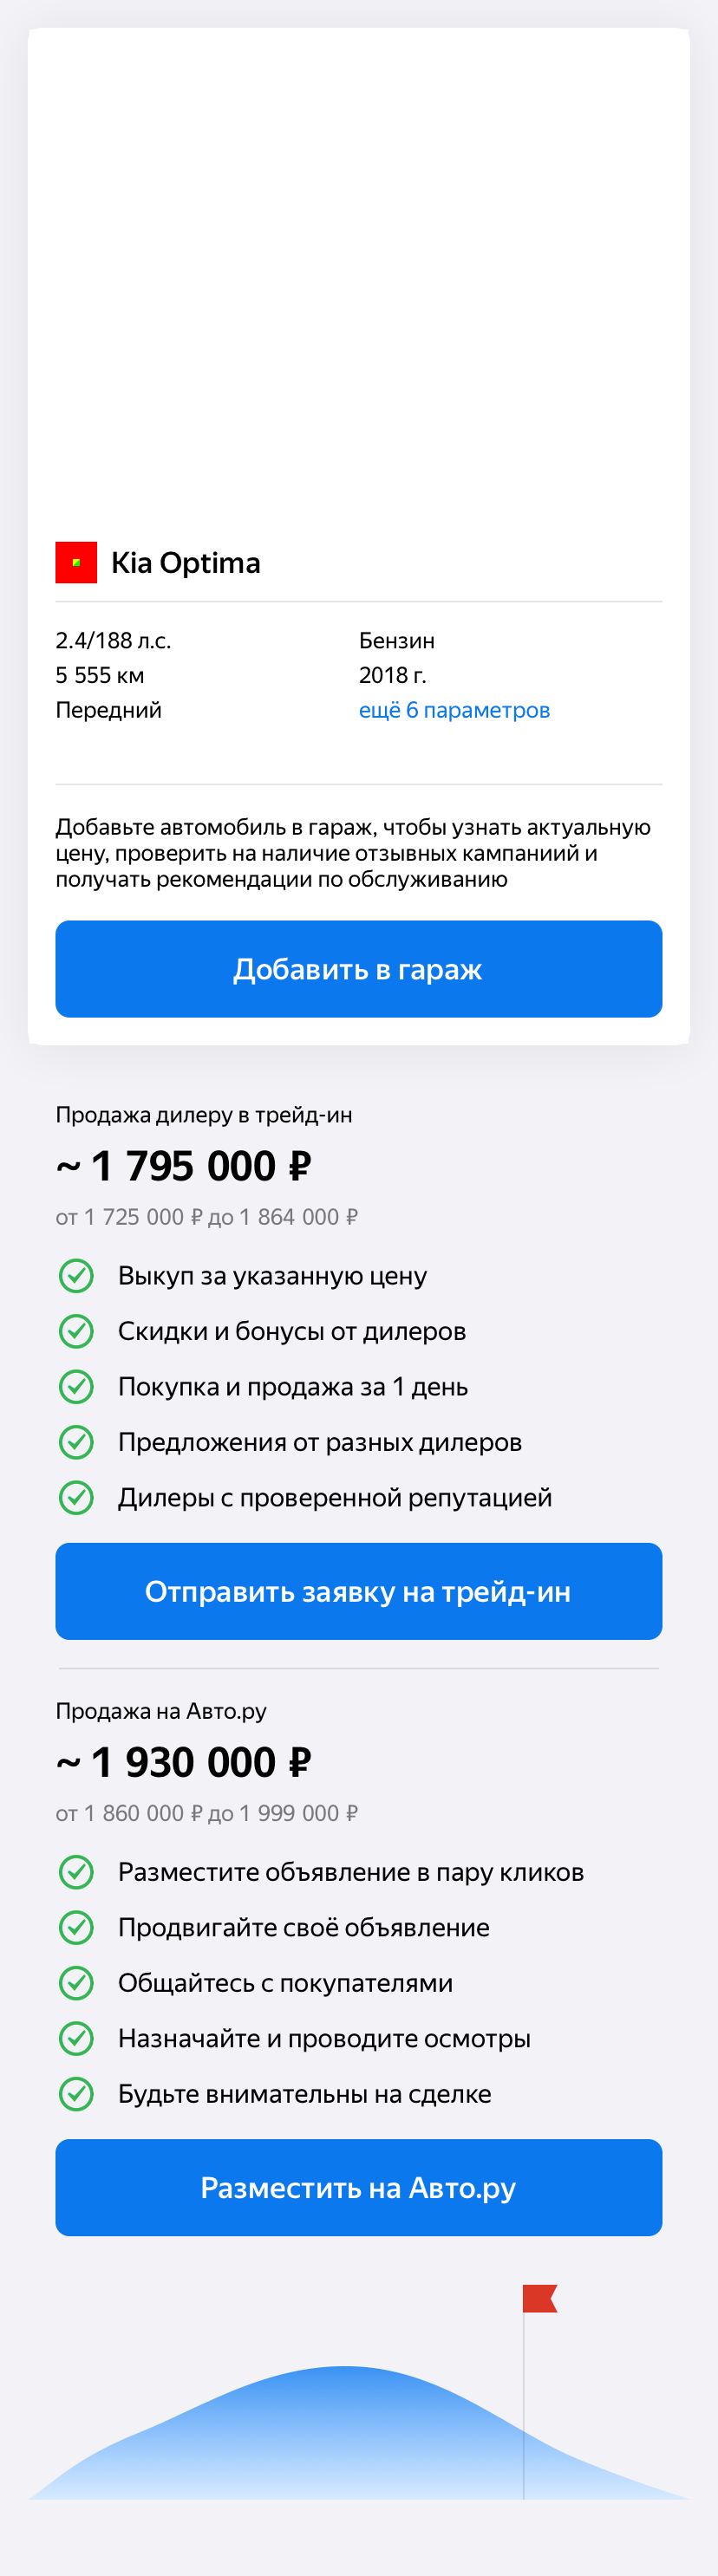 Kia Optima
2.4/188 л.с.
Бензин
5 555 км
2018 г.
Передний
ещё 6 параметров
Добавьте автомобиль в гараж, чтобы узнать актуальную
цену, проверить на наличие отзывных кампаниий и
получать рекомендации по обслуживанию
Добавить в гараж
Продажа дилеру в трейд-ин
~ 1 795 000 ₽
от 1 725 000 ₽ до 1 864 000 ₽
Выкуп за указанную цену
Скидки и бонусы от дилеров
Покупка и продажа за 1 день
Предложения от разных дилеров
Дилеры с проверенной репутацией
Отправить заявку на трейд-ин
Продажа на Авто.ру
~ 1 930 000 ₽
от 1 860 000 ₽ до 1 999 000 ₽
Разместите объявление в пару кликов
Продвигайте своё объявление
Общайтесь с покупателями
Назначайте и проводите осмотры
Будьте внимательны на сделке
Разместить на Авто.ру